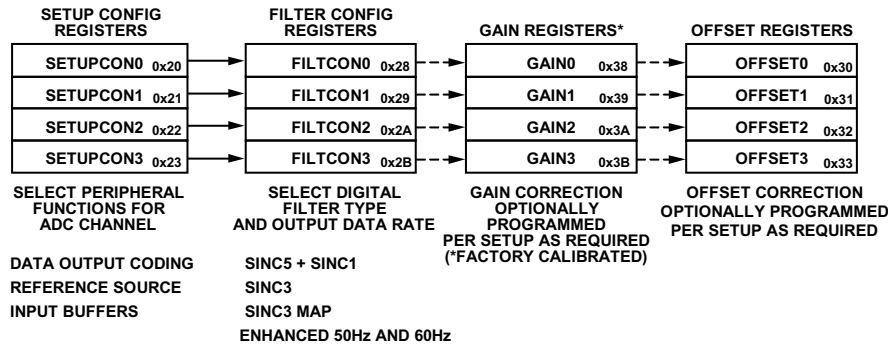 SETUP CONFIG
REGISTERS
FILTER CONFIG
REGISTERS
GAIN REGISTERS*
OFFSET REGISTERS
SETUPCON0 0x20
FILTCON0 0x28
GAIN0 0x38
OFFSET0 0x30
SETUPCON1 0x21
FILTCON1 0x29
GAIN1 0x39
OFFSET1 0x31
SETUPCON2 0x22
FILTCON2 0x2A
GAIN2 0x3A
OFFSET2 0x32
SETUPCON3 0x23
FILTCON3 0x2B
GAIN3 0x3B
OFFSET3 0x33
SELECT PERIPHERAL
FUNCTIONS FOR
ADC CHANNEL
SELECT DIGITAL
FILTER TYPE
AND OUTPUT DATA RATE
GAIN CORRECTION
OPTIONALLY
PROGRAMMED
PER SETUP AS REQUIRED
(*FACTORY CALIBRATED)
OFFSET CORRECTION
OPTIONALLY PROGRAMMED
PER SETUP AS REQUIRED
DATA OUTPUT CODING
REFERENCE SOURCE
INPUT BUFFERS
SINC5 + SINC1
SINC3
SINC3 MAP
ENHANCED 50Hz AND 60Hz